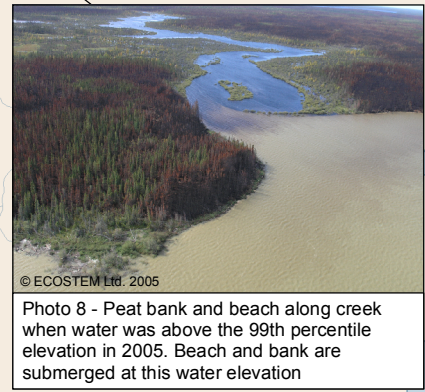 © ECOSTEM Ltd. 2005
Photo 8 - Peat bank and beach along creek
when water was above the 99th percentile
elevation in 2005. Beach and bank are
submerged at this water elevation